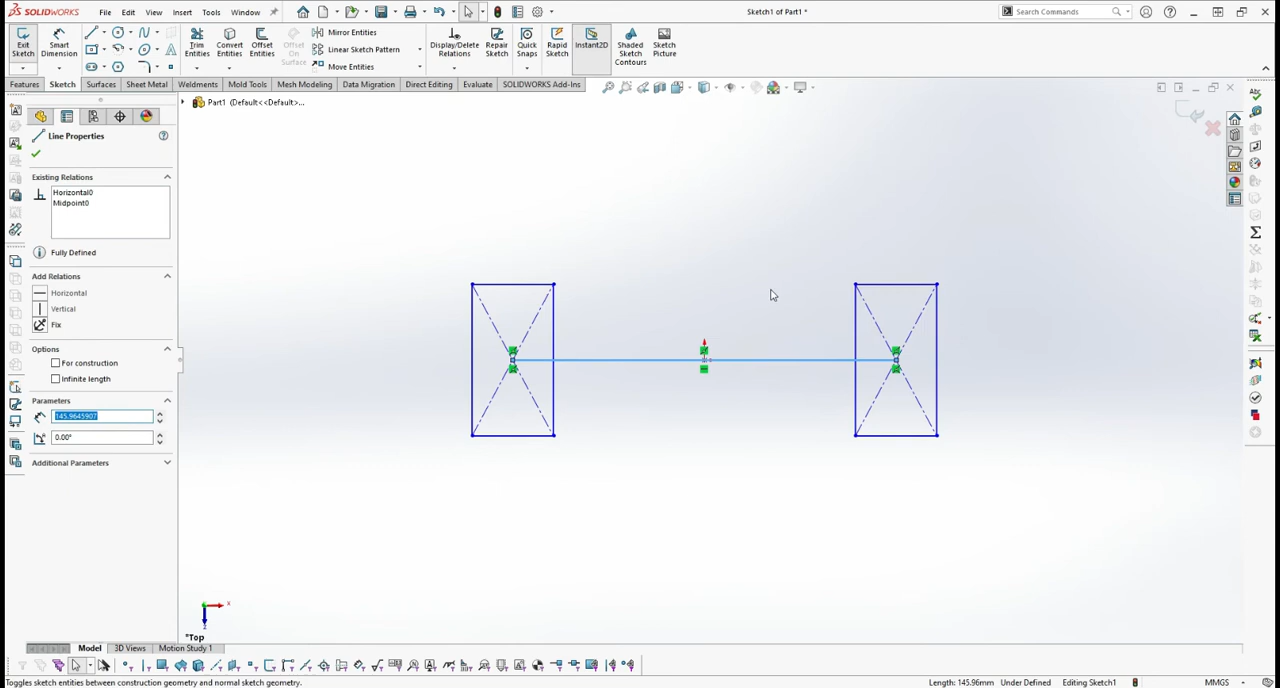 SOLIDWORKS File Edit View Insert Tools Window Sketch1 of Part1 * Search Commands
Exit Sketch
Smart Dimension
Trim Entities
Convert Entities
Offset Entities
Offset On Surface
Mirror Entities
Linear Sketch Pattern
Move Entities
Display/Delete Relations
Repair Sketch
Quick Snaps
Rapid Sketch
Instant2D
Shaded Sketch Contours
Sketch Picture
Features Sketch Surfaces Sheet Metal Weldments Mold Tools Mesh Modeling Data Migration Direct Editing Evaluate SOLIDWORKS Add-Ins
Part1 (Default<<Default>...
Line Properties
Existing Relations
Horizontal0
Midpoint0
Fully Defined
Add Relations
Horizontal
Vertical
Fix
Options
For construction
Infinite length
Parameters
145.9645907
0.00°
Additional Parameters
x
z
*Top
Model 3D Views Motion Study 1
Toggles sketch entities between construction geometry and normal sketch geometry. Length: 145.96mm Under Defined Editing Sketch1 MMGS